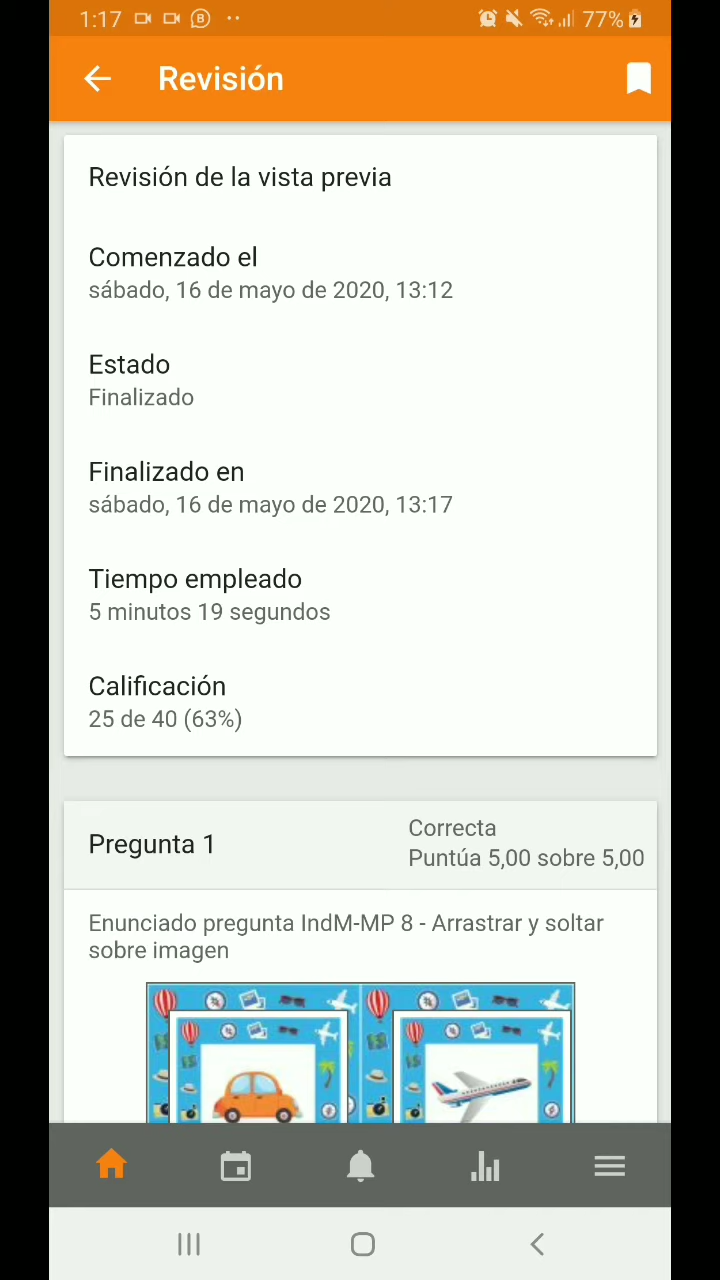 1:17
77%
Revisión
Revisión de la vista previa
Comenzado el
sábado, 16 de mayo de 2020, 13:12
Estado
Finalizado
Finalizado en
sábado, 16 de mayo de 2020, 13:17
Tiempo empleado
5 minutos 19 segundos
Calificación
25 de 40 (63%)
Pregunta 1
Correcta
Puntúa 5,00 sobre 5,00
Enunciado pregunta IndM-MP 8 - Arrastrar y soltar
sobre imagen